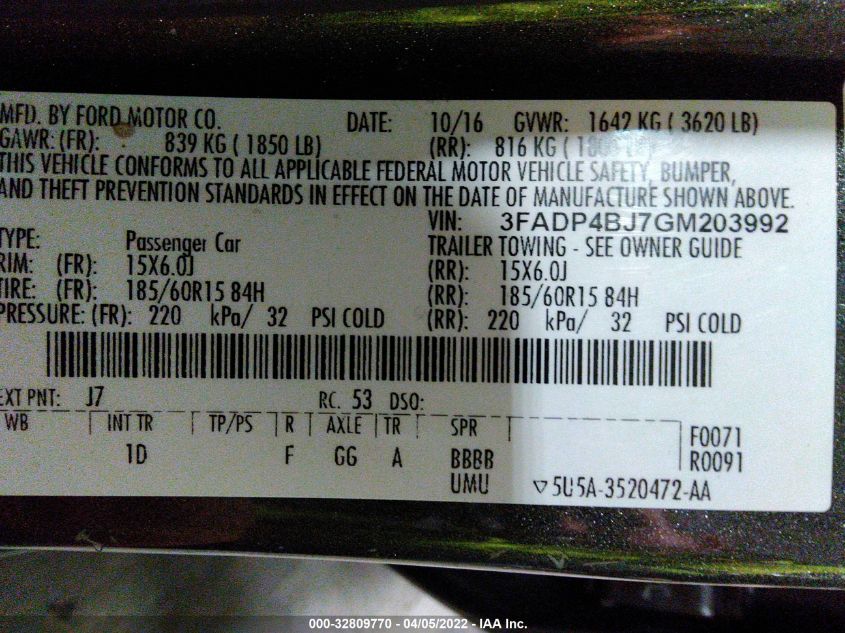 MFD. BY FORD MOTOR CO. DATE: 10/16 GVWR: 1642 KG ( 3620 LB)
GAWR: (FR): 839 KG ( 1850 LB) (RR): 816 KG (
THIS VEHICLE CONFORMS TO ALL APPLICABLE FEDERAL MOTOR VEHICLE SAFETY, BUMPER,
AND THEFT PREVENTION STANDARDS IN EFFECT ON THE DATE OF MANUFACTURE SHOWN ABOVE.
VIN: 3FADP4BJ7GM203992
TYPE: Passenger Car TRAILER TOWING - SEE OWNER GUIDE
RIM: (FR): 15X6.0J (RR): 15X6.0J
TIRE: (FR): 185/60R15 84H (RR): 185/60R15 84H
PRESSURE: (FR): 220 kPa/ 32 PSI COLD (RR): 220 kPa/ 32 PSI COLD
EXT PNT: J7 RC: 53 DSO:
WB INT TR TP/PS R AXLE TR SPR F0071
1D F GG A BBBB R0091
UMU ▽5U5A-3520472-AA
000-32809770 - 04/05/2022 - IAA Inc.